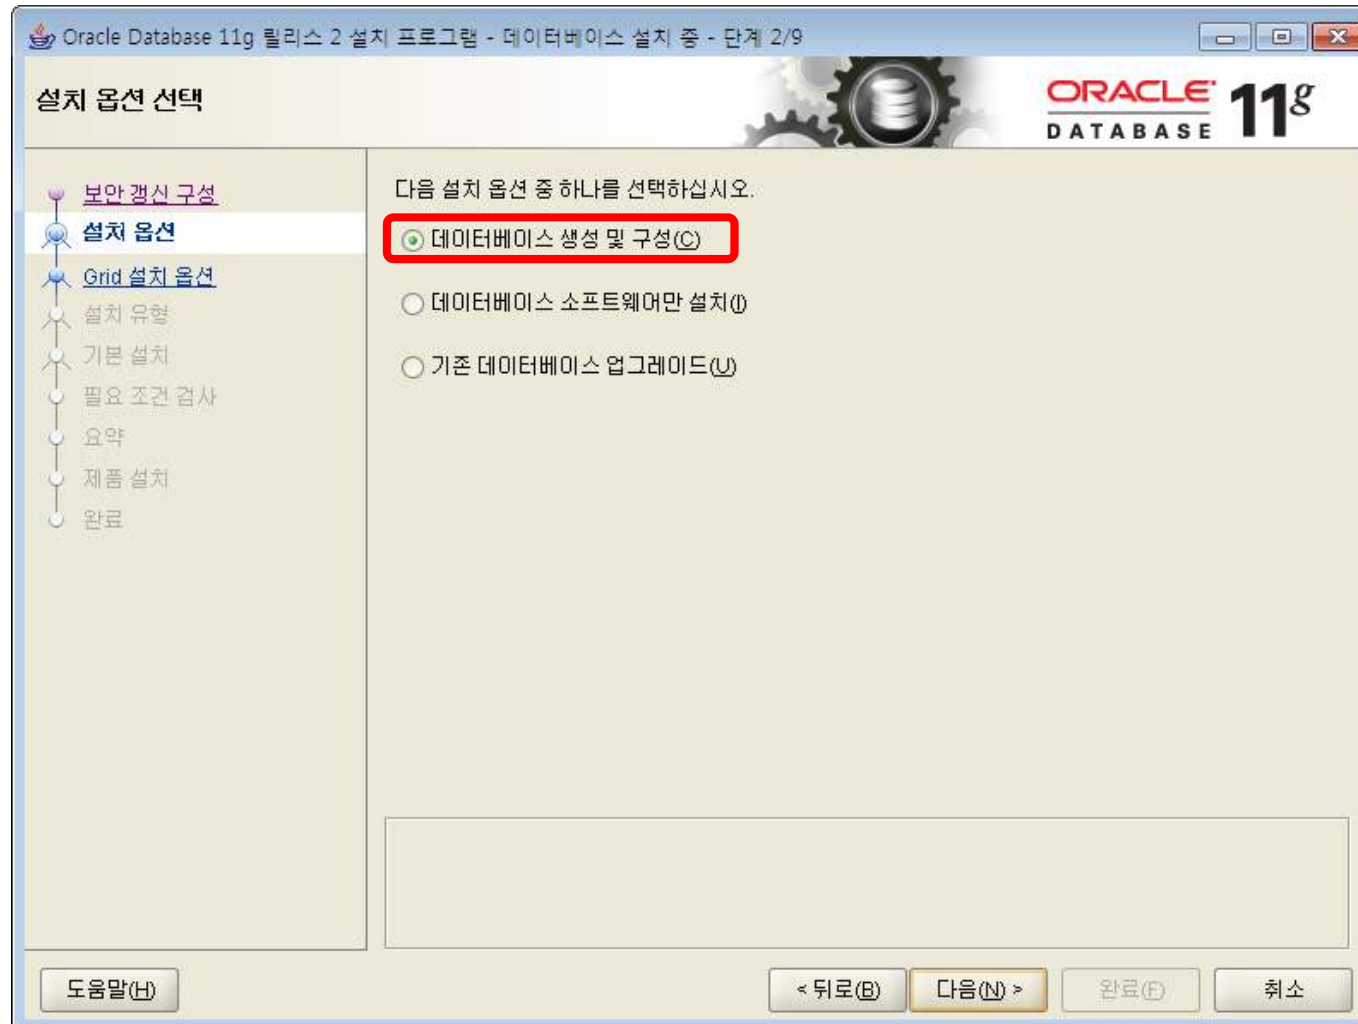 Oracle Database 11g 릴리스 2 설치 프로그램 - 데이터베이스 설치 중 - 단계 2/9
설치 옵션 선택
ORACLE 11g
DATABASE
보안 갱신 구성
설치 옵션
Grid 설치 옵션
설치 유형
기본 설치
필요 조건 검사
요약
제품 설치
완료
다음 설치 옵션 중 하나를 선택하십시오.
데이터베이스 생성 및 구성(C)
데이터베이스 소프트웨어만 설치(I)
기존 데이터베이스 업그레이드(U)
도움말(H)
< 뒤로(B)
다음(N) >
완료(F)
취소